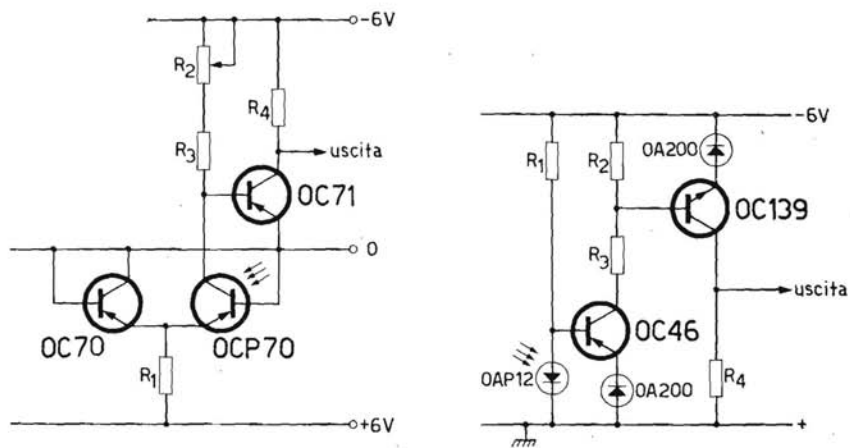 -6V
R2
R4
R3
uscita
OC71
0
OC70
OCP70
R1
+6V
-6V
R1
R2
OA200
OC139
R3
uscita
OC46
OAP12
OA200
R4
+